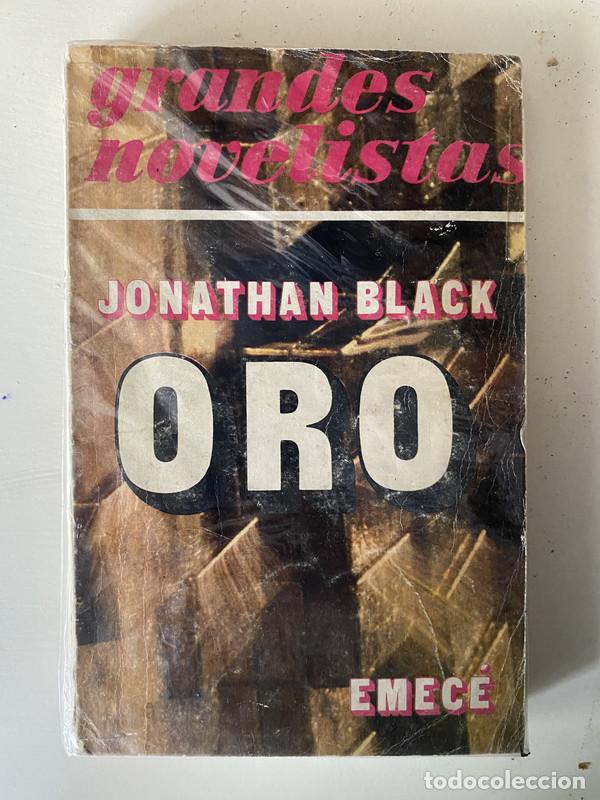 grandes
novelistas
JONATHAN BLACK
ORO
EMECÉ
todocoleccion